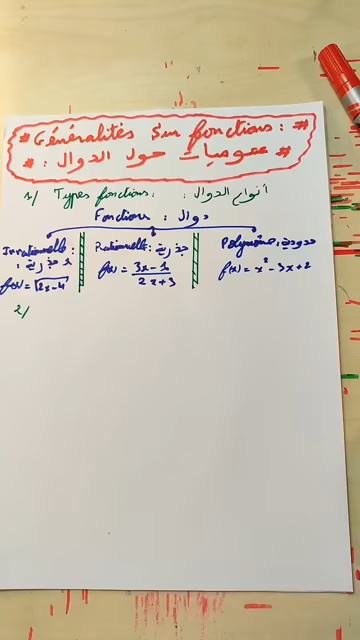 # Généralités Sur fonctions : #
# عموميات حول الدوال : #
1/ Types fonctions : أنواع الدوال :
Fonctions : دوال
Irrationnelle :
f(x) = √2x-4
Rationnelle : جذرية
f(x) = 3x-1 / 2x+3
Polynôme : حدودية
f(x) = x² - 3x + 2
2/